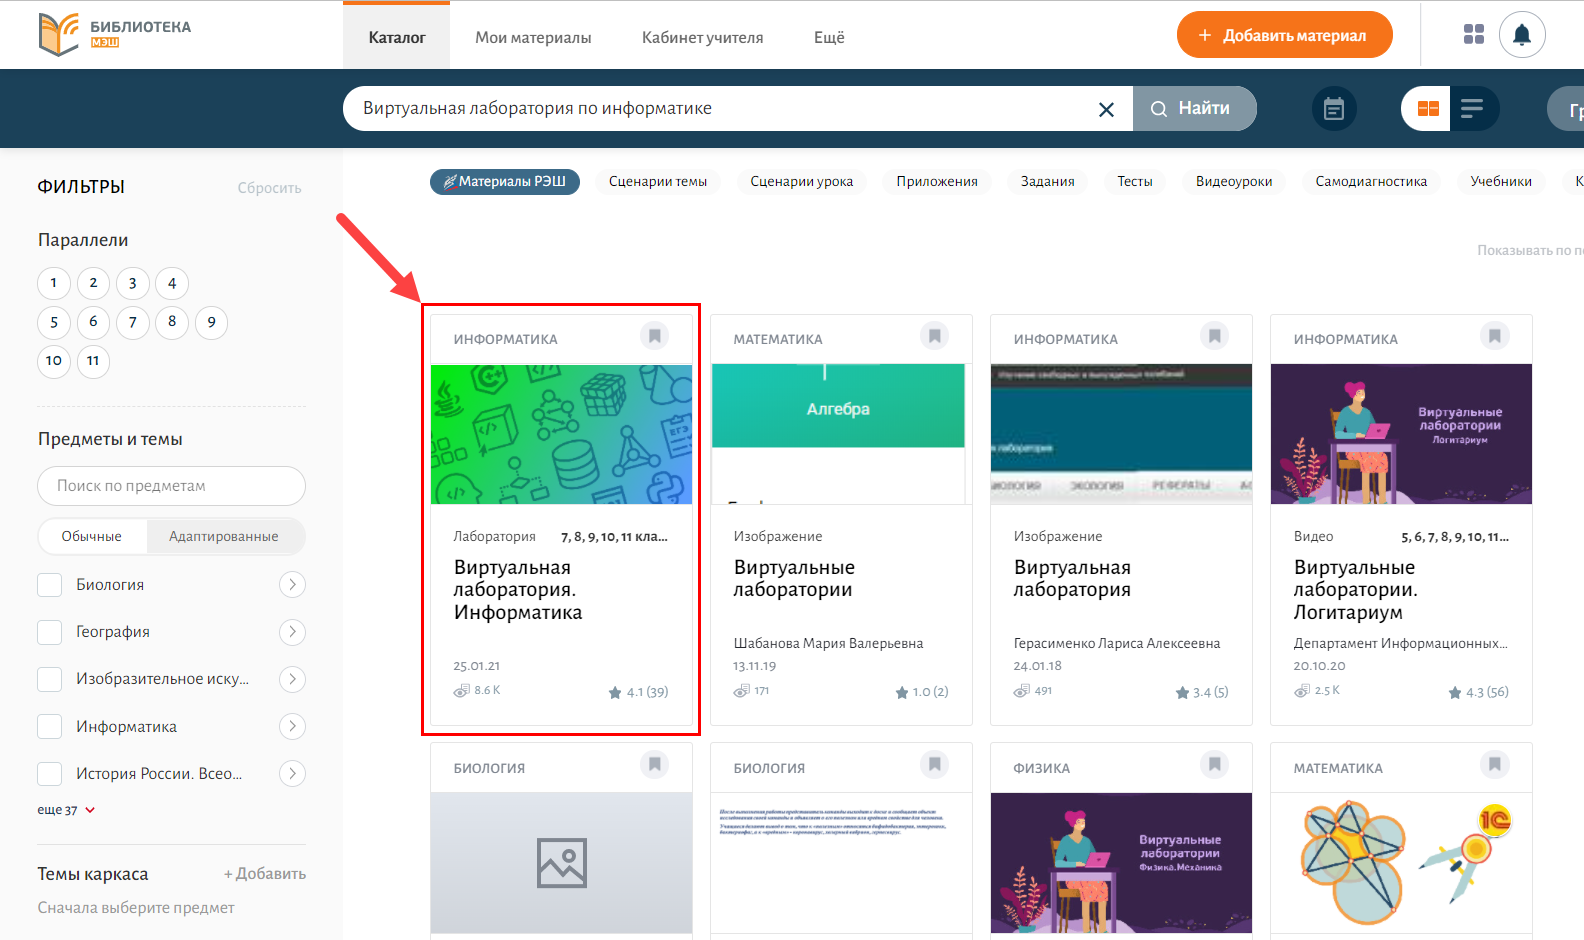 БИБЛИОТЕКА
МЭШ
Каталог
Мои материалы
Кабинет учителя
Ещё
+ Добавить материал
Виртуальная лаборатория по информатике
Найти
ФИЛЬТРЫ
Сбросить
Материалы РЭШ
Сценарии темы
Сценарии урока
Приложения
Задания
Тесты
Видеоуроки
Самодиагностика
Учебники
Показывать по
Параллели
1 2 3 4
5 6 7 8 9
10 11
Предметы и темы
Поиск по предметам
Обычные
Адаптированные
Биология
География
Изобразительное иску...
Информатика
История России. Всео...
еще 37
Темы каркаса
+ Добавить
Сначала выберите предмет
ИНФОРМАТИКА
ЕГЭ
Лаборатория
7, 8, 9, 10, 11 кла...
Виртуальная
лаборатория.
Информатика
25.01.21
8.6 K
4.1 (39)
МАТЕМАТИКА
Алгебра
Изображение
Виртуальные
лаборатории
Шабанова Мария Валерьевна
13.11.19
171
1.0 (2)
ИНФОРМАТИКА
ЭКОЛОГИЯ
РЕФЕРАТЫ
Изображение
Виртуальная
лаборатория
Герасименко Лариса Алексеевна
24.01.18
491
3.4 (5)
ИНФОРМАТИКА
Виртуальные
лаборатории
Логитариум
Видео
5, 6, 7, 8, 9, 10, 11...
Виртуальные
лаборатории.
Логитариум
Департамент Информационных...
20.10.20
2.5 K
4.3 (56)
БИОЛОГИЯ
БИОЛОГИЯ
ФИЗИКА
Виртуальные
лаборатории
Физика.Механика
МАТЕМАТИКА
1С